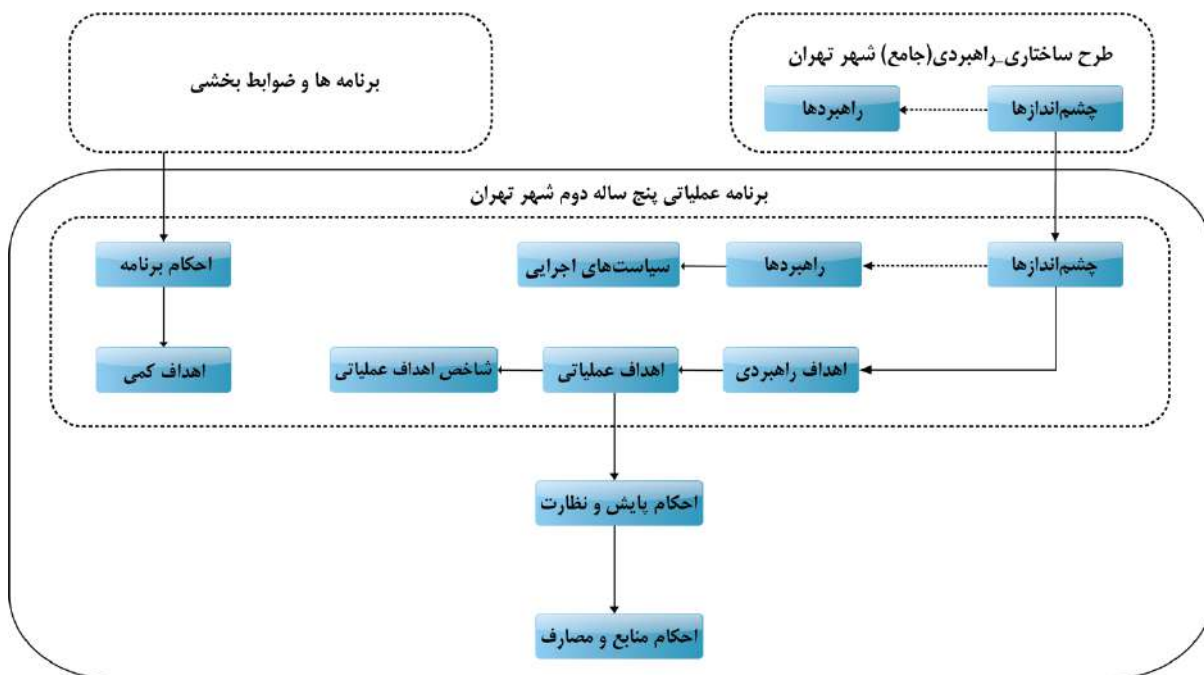 طرح ساختاری_راهبردی(جامع) شهر تهران
چشم‌اندازها
راهبردها
برنامه ها و ضوابط بخشی
برنامه عملیاتی پنج ساله دوم شهر تهران
چشم‌اندازها
راهبردها
سیاست‌های اجرایی
احکام برنامه
اهداف راهبردی
اهداف عملیاتی
شاخص اهداف عملیاتی
اهداف کمی
احکام پایش و نظارت
احکام منابع و مصارف